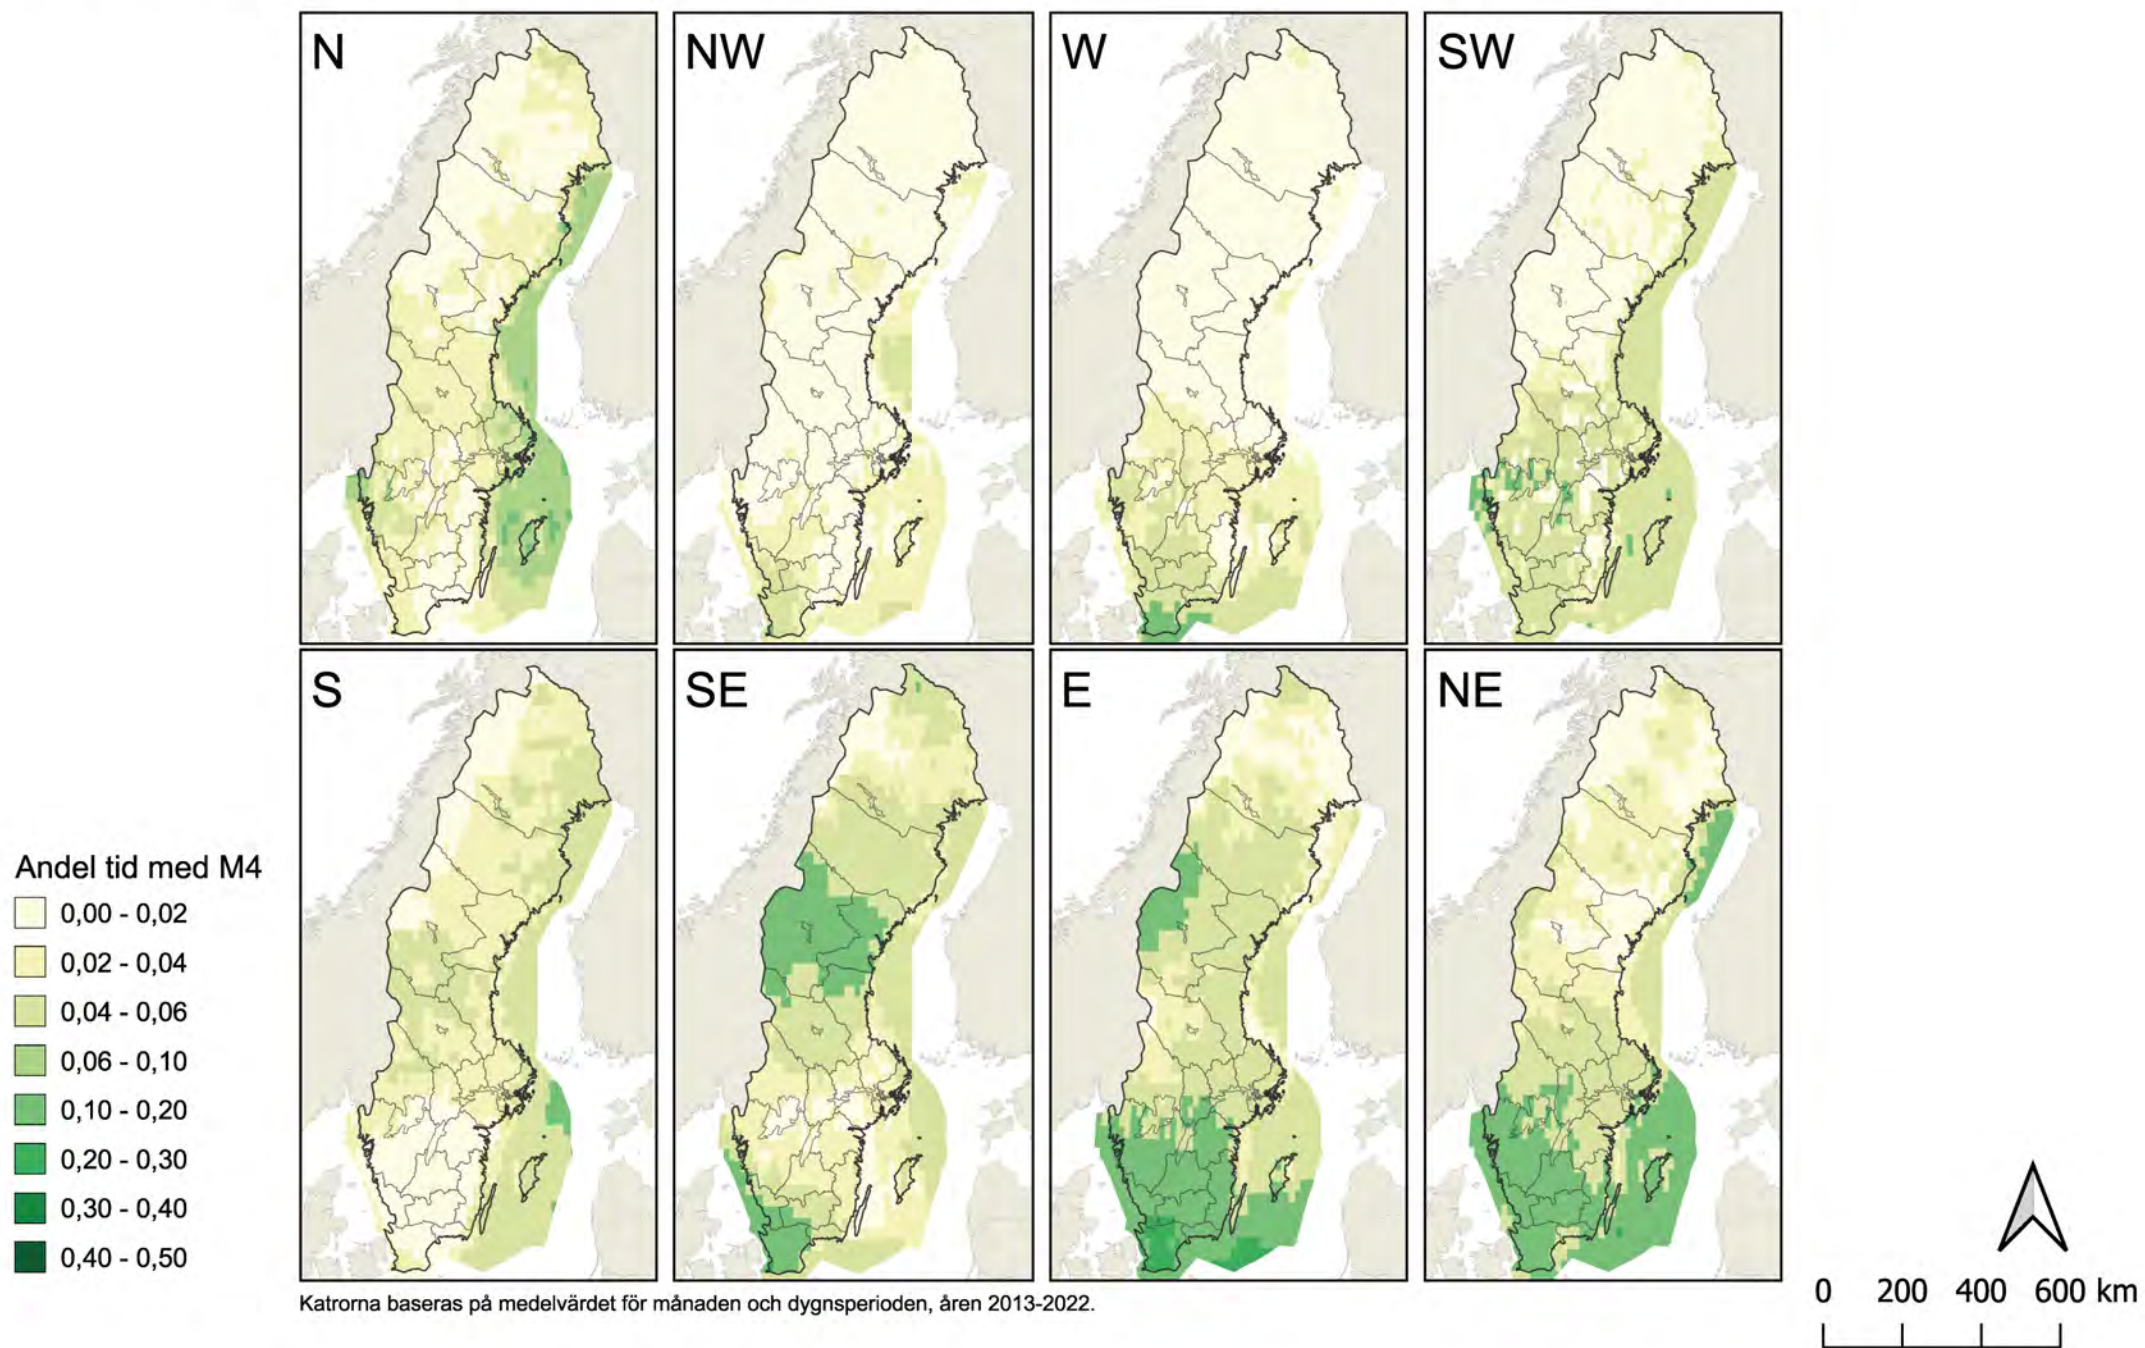 N
NW
W
SW
S
SE
E
NE
Andel tid med M4
0,00 - 0,02
0,02 - 0,04
0,04 - 0,06
0,06 - 0,10
0,10 - 0,20
0,20 - 0,30
0,30 - 0,40
0,40 - 0,50
Katrorna baseras på medelvärdet för månaden och dygnsperioden, åren 2013-2022.
0 200 400 600 km